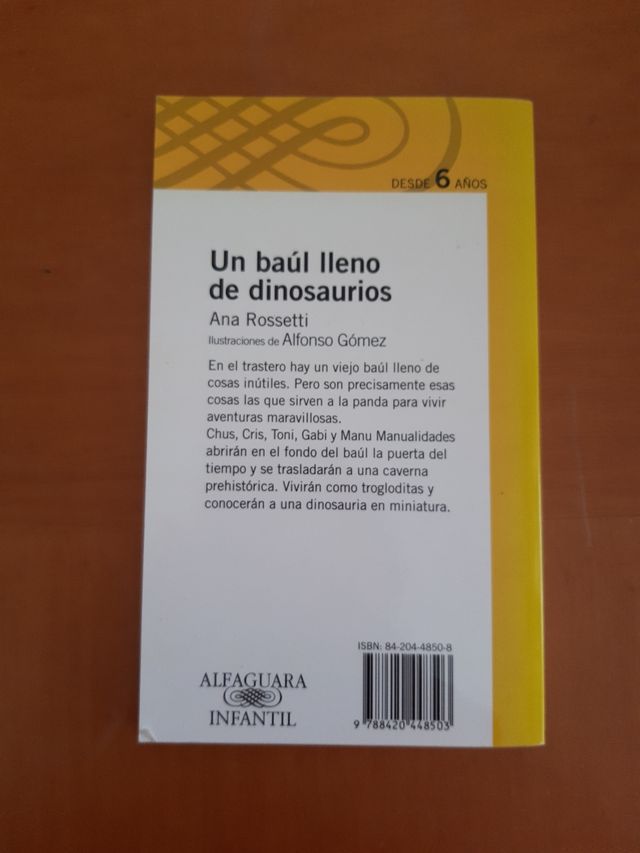 DESDE 6 AÑOS
Un baúl lleno
de dinosaurios
Ana Rossetti
Ilustraciones de Alfonso Gómez
En el trastero hay un viejo baúl lleno de
cosas inútiles. Pero son precisamente esas
cosas las que sirven a la panda para vivir
aventuras maravillosas.
Chus, Cris, Toni, Gabi y Manu Manualidades
abrirán en el fondo del baúl la puerta del
tiempo y se trasladarán a una caverna
prehistórica. Vivirán como trogloditas y
conocerán a una dinosauria en miniatura.
ISBN: 84-204-4850-8
ALFAGUARA
INFANTIL
9 788420 448503